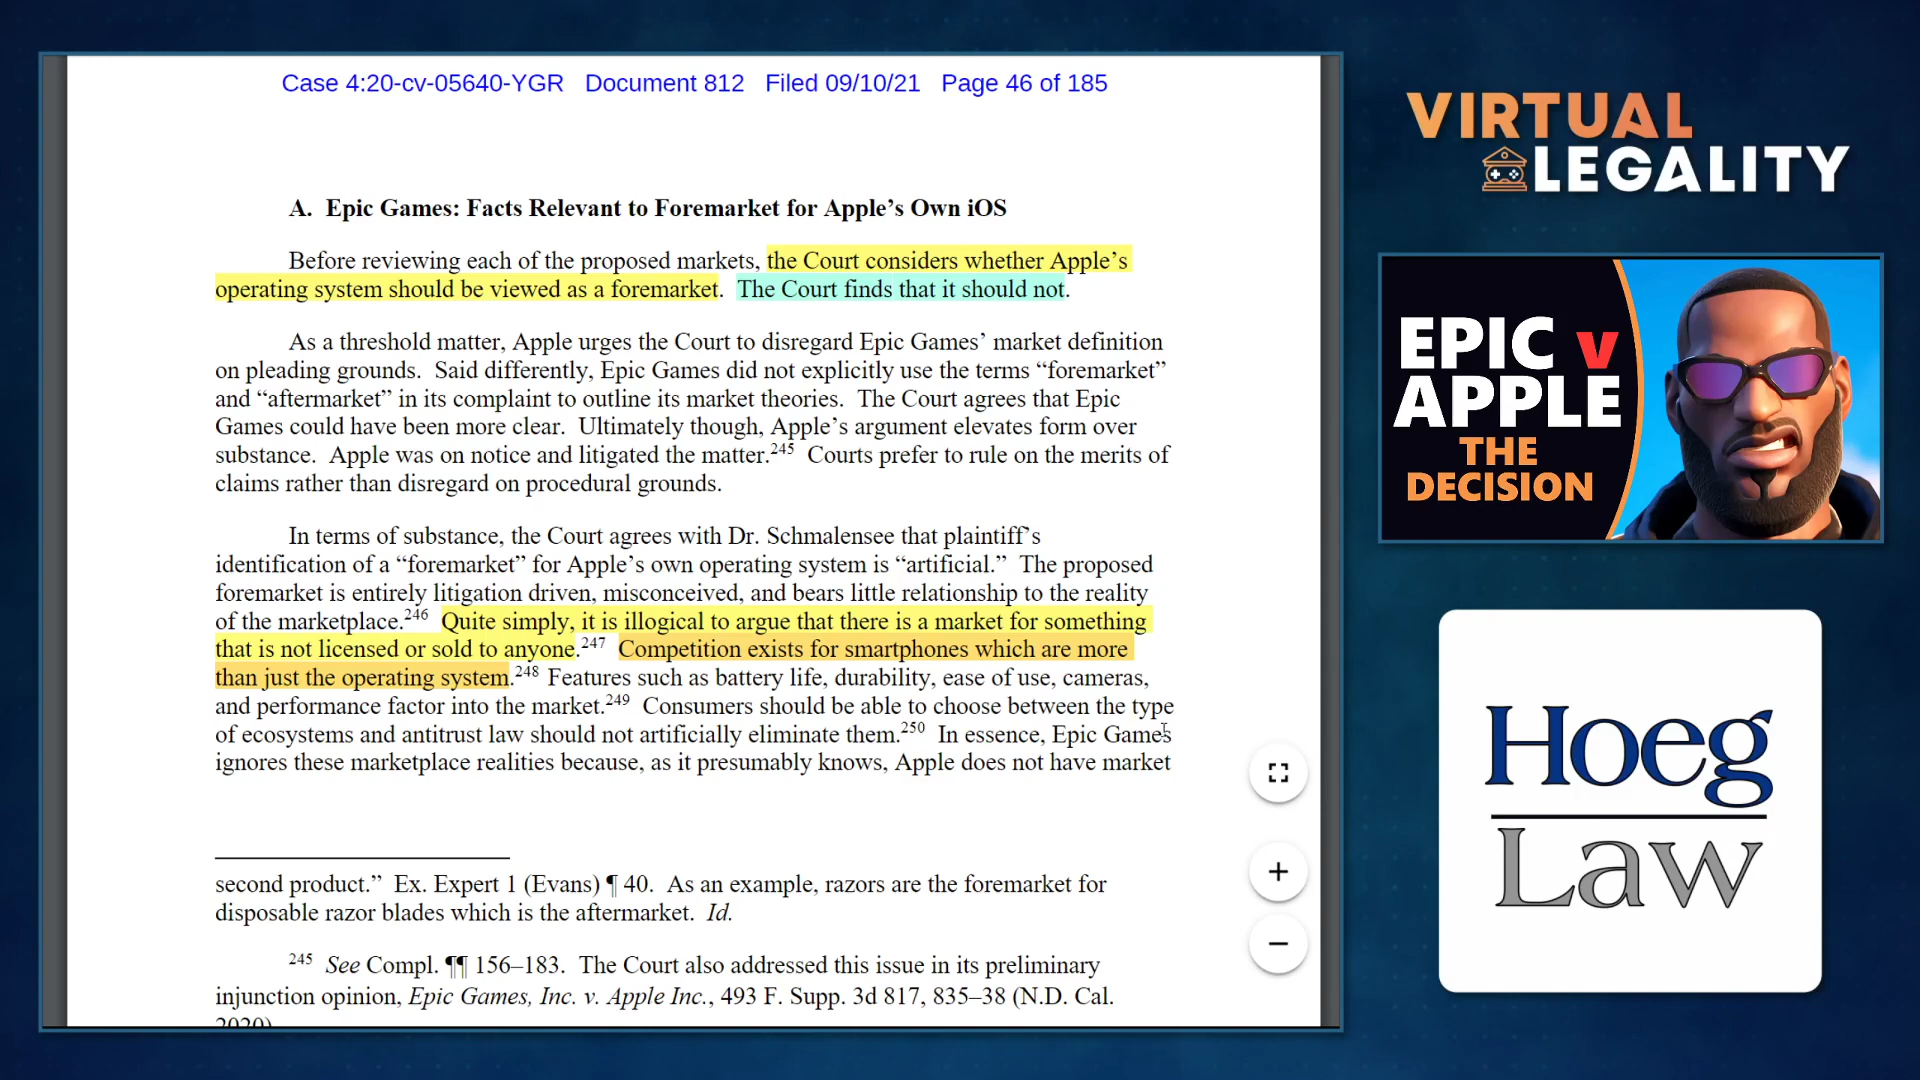 Case 4:20-cv-05640-YGR Document 812 Filed 09/10/21 Page 46 of 185
A. Epic Games: Facts Relevant to Foremarket for Apple’s Own iOS
Before reviewing each of the proposed markets, the Court considers whether Apple’s
operating system should be viewed as a foremarket. The Court finds that it should not.
As a threshold matter, Apple urges the Court to disregard Epic Games’ market definition
on pleading grounds. Said differently, Epic Games did not explicitly use the terms “foremarket”
and “aftermarket” in its complaint to outline its market theories. The Court agrees that Epic
Games could have been more clear. Ultimately though, Apple’s argument elevates form over
substance. Apple was on notice and litigated the matter.245 Courts prefer to rule on the merits of
claims rather than disregard on procedural grounds.
In terms of substance, the Court agrees with Dr. Schmalensee that plaintiff’s
identification of a “foremarket” for Apple’s own operating system is “artificial.” The proposed
foremarket is entirely litigation driven, misconceived, and bears little relationship to the reality
of the marketplace.246 Quite simply, it is illogical to argue that there is a market for something
that is not licensed or sold to anyone.247 Competition exists for smartphones which are more
than just the operating system.248 Features such as battery life, durability, ease of use, cameras,
and performance factor into the market.249 Consumers should be able to choose between the type
of ecosystems and antitrust law should not artificially eliminate them.250 In essence, Epic Games
ignores these marketplace realities because, as it presumably knows, Apple does not have market
second product.” Ex. Expert 1 (Evans) ¶ 40. As an example, razors are the foremarket for
disposable razor blades which is the aftermarket. Id.
245 See Compl. ¶¶ 156–183. The Court also addressed this issue in its preliminary
injunction opinion, Epic Games, Inc. v. Apple Inc., 493 F. Supp. 3d 817, 835–38 (N.D. Cal.
2020)
VIRTUAL
LEGALITY
EPIC v
APPLE
THE
DECISION
Hoeg
Law